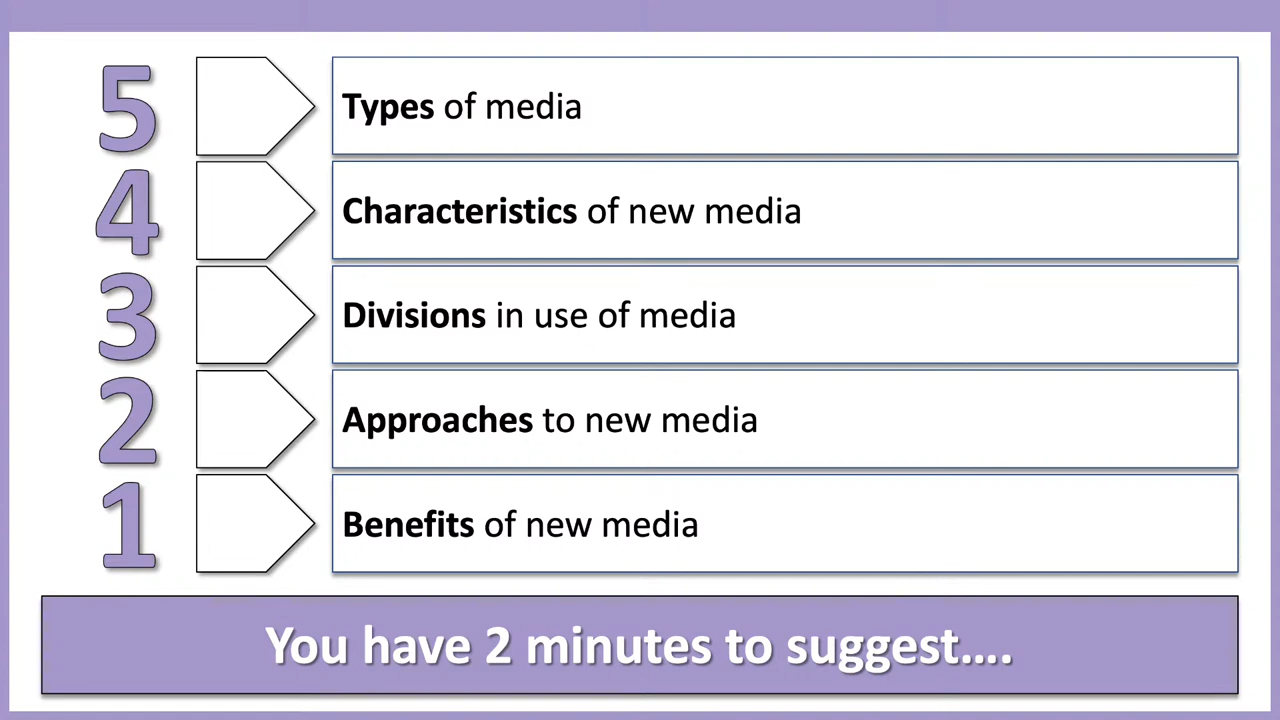 5 Types of media
4 Characteristics of new media
3 Divisions in use of media
2 Approaches to new media
1 Benefits of new media
You have 2 minutes to suggest....